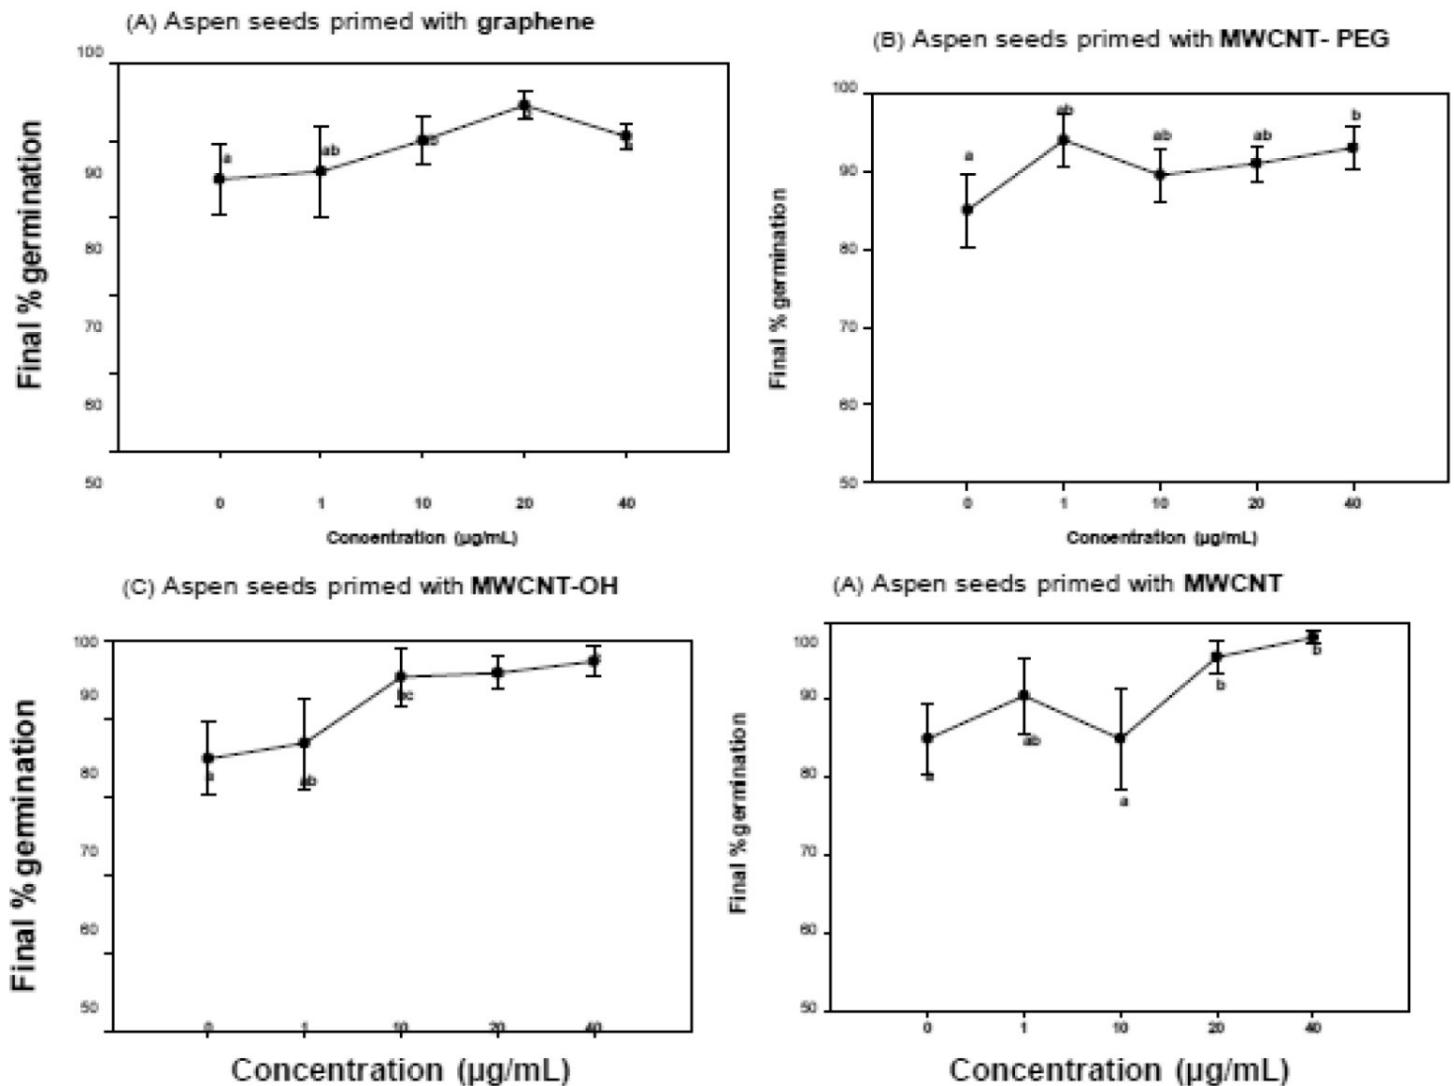 (A) Aspen seeds primed with graphene
100
90
80
70
60
50
Final % germination
a
ab
b
0 1 10 20 40
Concentration (µg/mL)
(B) Aspen seeds primed with MWCNT- PEG
100
90
80
70
60
50
Final % germination
a
ab
ab
ab
b
0 1 10 20 40
Concentration (µg/mL)
(C) Aspen seeds primed with MWCNT-OH
100
90
80
70
60
50
Final % germination
a
ab
bc
0 1 10 20 40
Concentration (µg/mL)
(A) Aspen seeds primed with MWCNT
100
90
80
70
60
50
Final % germination
a
ab
a
b
b
0 1 10 20 40
Concentration (µg/mL)